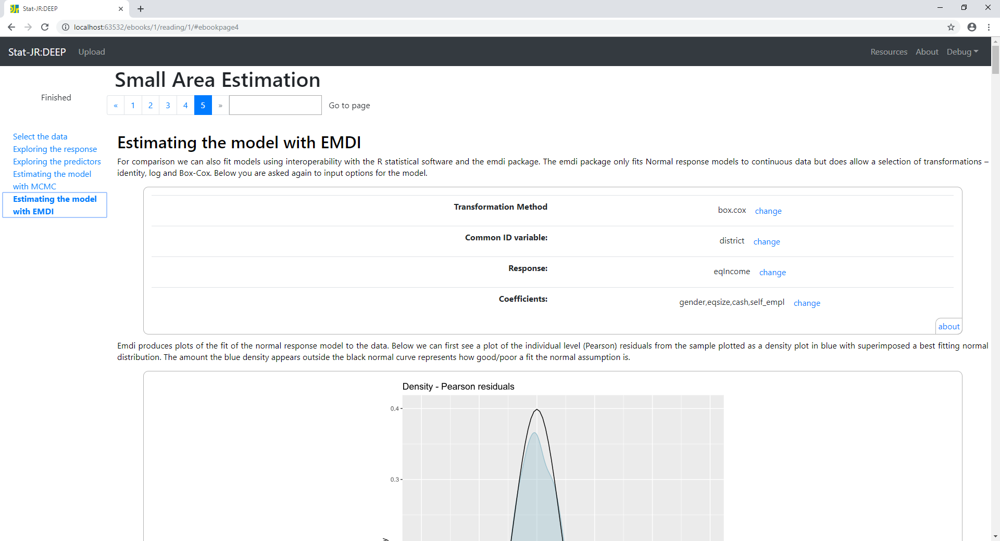 Stat-JR:DEEP
localhost:63532/ebooks/1/reading/1/#ebookpage4
Stat-JR:DEEP Upload Resources About Debug
Small Area Estimation
Finished
« 1 2 3 4 5 » Go to page
Select the data
Exploring the response
Exploring the predictors
Estimating the model
with MCMC
Estimating the model
with EMDI
Estimating the model with EMDI
For comparison we can also fit models using interoperability with the R statistical software and the emdi package. The emdi package only fits Normal response models to continuous data but does allow a selection of transformations –
identity, log and Box-Cox. Below you are asked again to input options for the model.
Transformation Method box.cox change
Common ID variable: district change
Response: eqIncome change
Coefficients: gender,eqsize,cash,self_empl change
about
Emdi produces plots of the fit of the normal response model to the data. Below we can first see a plot of the individual level (Pearson) residuals from the sample plotted as a density plot in blue with superimposed a best fitting normal
distribution. The amount the blue density appears outside the black normal curve represents how good/poor a fit the normal assumption is.
Density - Pearson residuals
0.4
0.3